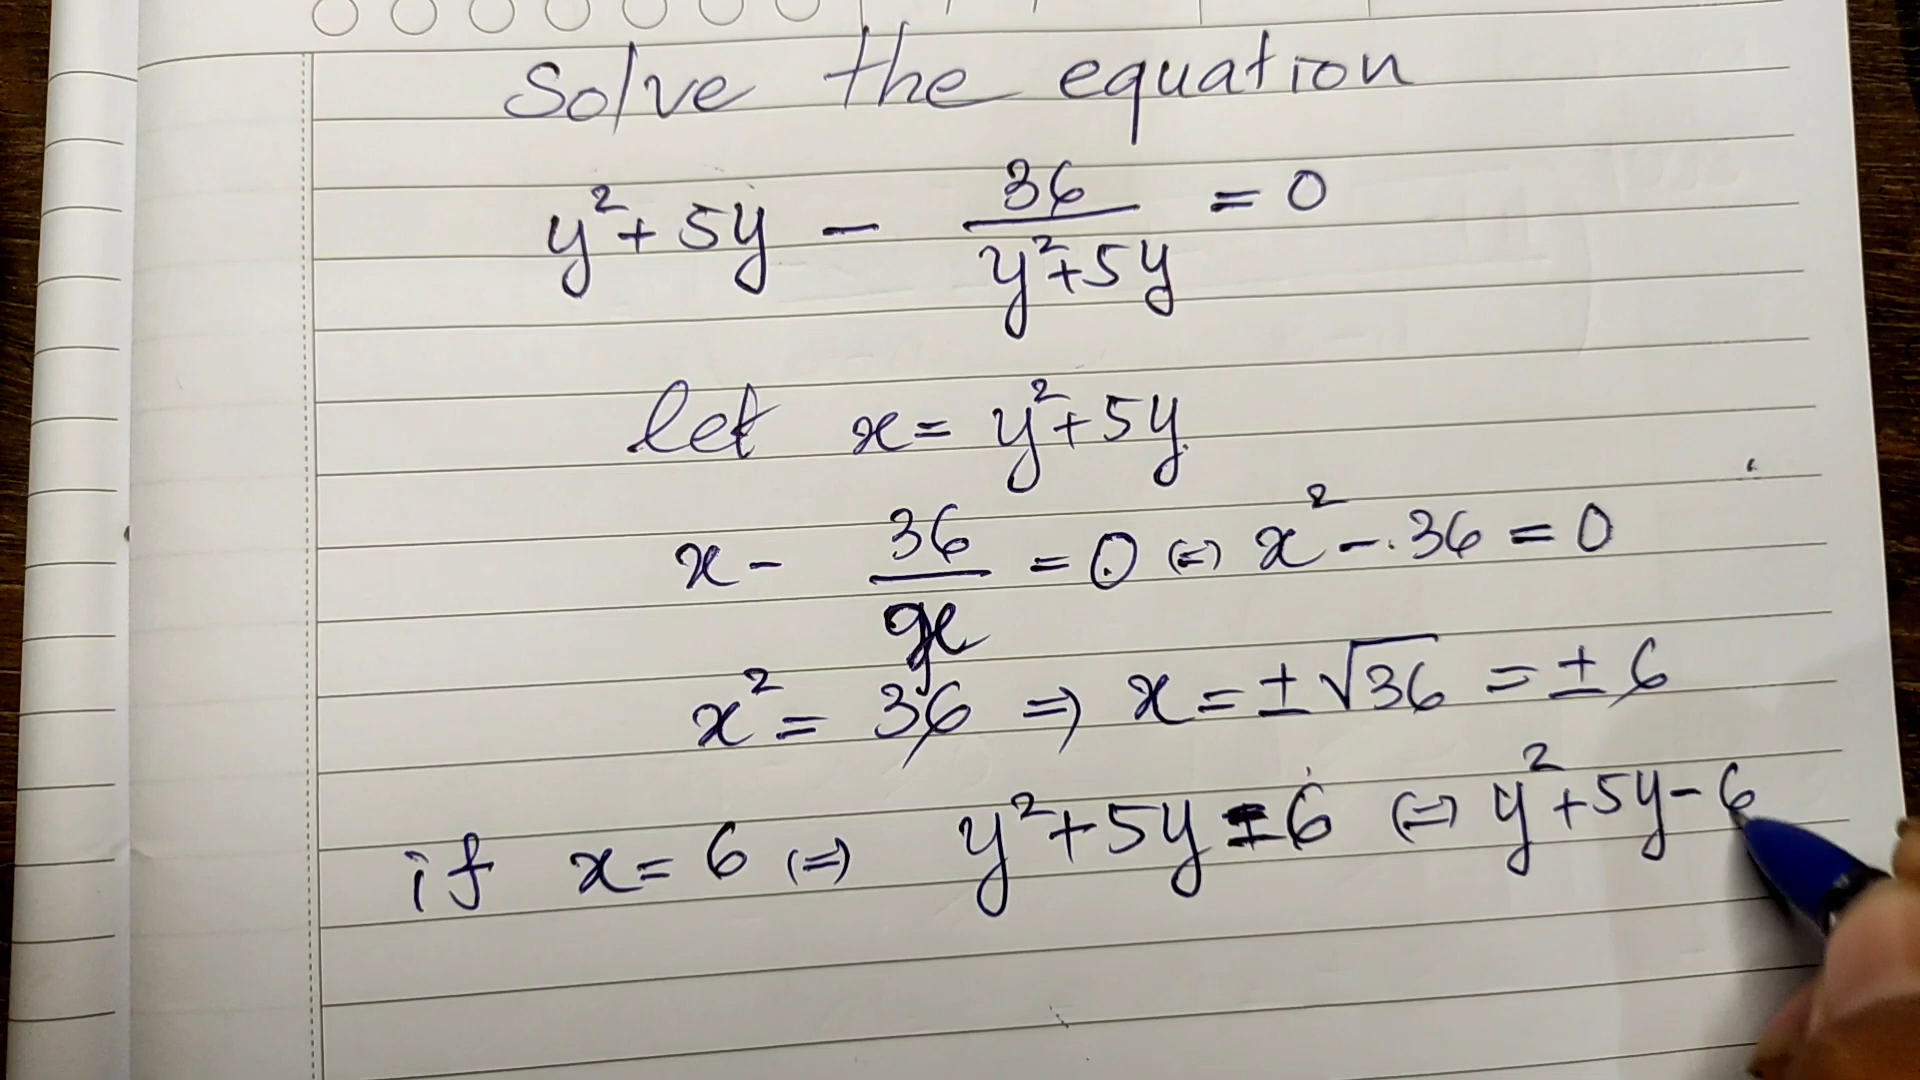 Solve the equation
y² + 5y - 36/(y²+5y) = 0
let x = y² + 5y
x - 36/x = 0 (=) x² - 36 = 0
x² = 36 => x = ±√36 = ±6
if x = 6 (=) y² + 5y = 6 (=) y² + 5y - 6